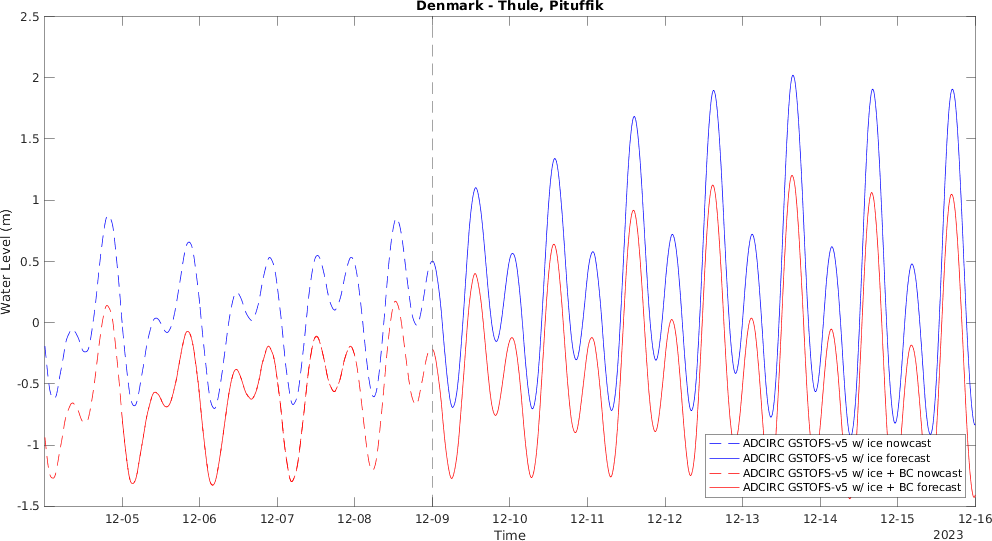 Denmark - Thule, Pituffik
2.5
2
1.5
1
0.5
0
-0.5
-1
-1.5
Water Level (m)
12-05 12-06 12-07 12-08 12-09 12-10 12-11 12-12 12-13 12-14 12-15 12-16
Time
2023
ADCIRC GSTOFS-v5 w/ ice nowcast
ADCIRC GSTOFS-v5 w/ ice forecast
ADCIRC GSTOFS-v5 w/ ice + BC nowcast
ADCIRC GSTOFS-v5 w/ ice + BC forecast